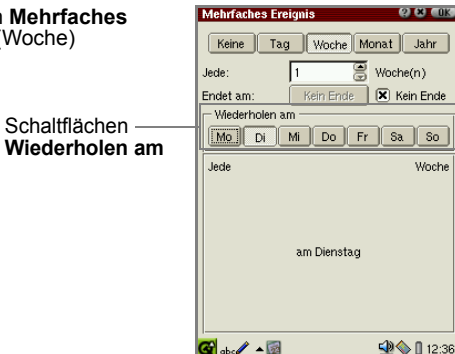 n Mehrfaches
(Woche)
Schaltflächen
Wiederholen am
Mehrfaches Ereignis ? X OK
Keine Tag Woche Monat Jahr
Jede: 1 Woche(n)
Endet am: Kein Ende Kein Ende
Wiederholen am
Mo Di Mi Do Fr Sa So
Jede Woche
am Dienstag
abc 12:36